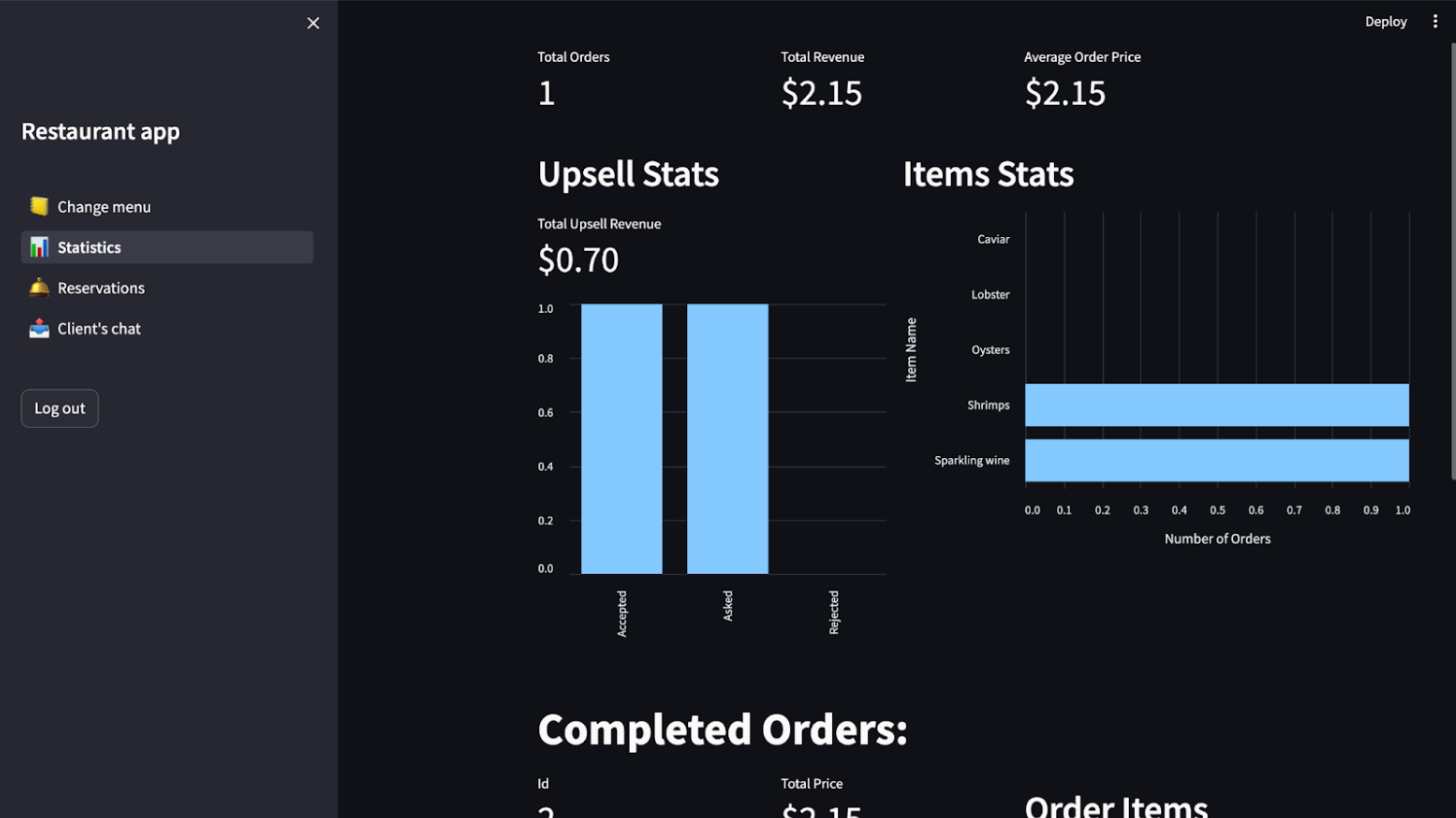 Deploy
Restaurant app
Change menu
Statistics
Reservations
Client's chat
Log out
Total Orders
1
Total Revenue
$2.15
Average Order Price
$2.15
Upsell Stats
Total Upsell Revenue
$0.70
1.0
0.8
0.6
0.4
0.2
0.0
Accepted
Asked
Rejected
Items Stats
Item Name
Caviar
Lobster
Oysters
Shrimps
Sparkling wine
0.0 0.1 0.2 0.3 0.4 0.5 0.6 0.7 0.8 0.9 1.0
Number of Orders
Completed Orders:
Id
Total Price
$2.15
Order Items